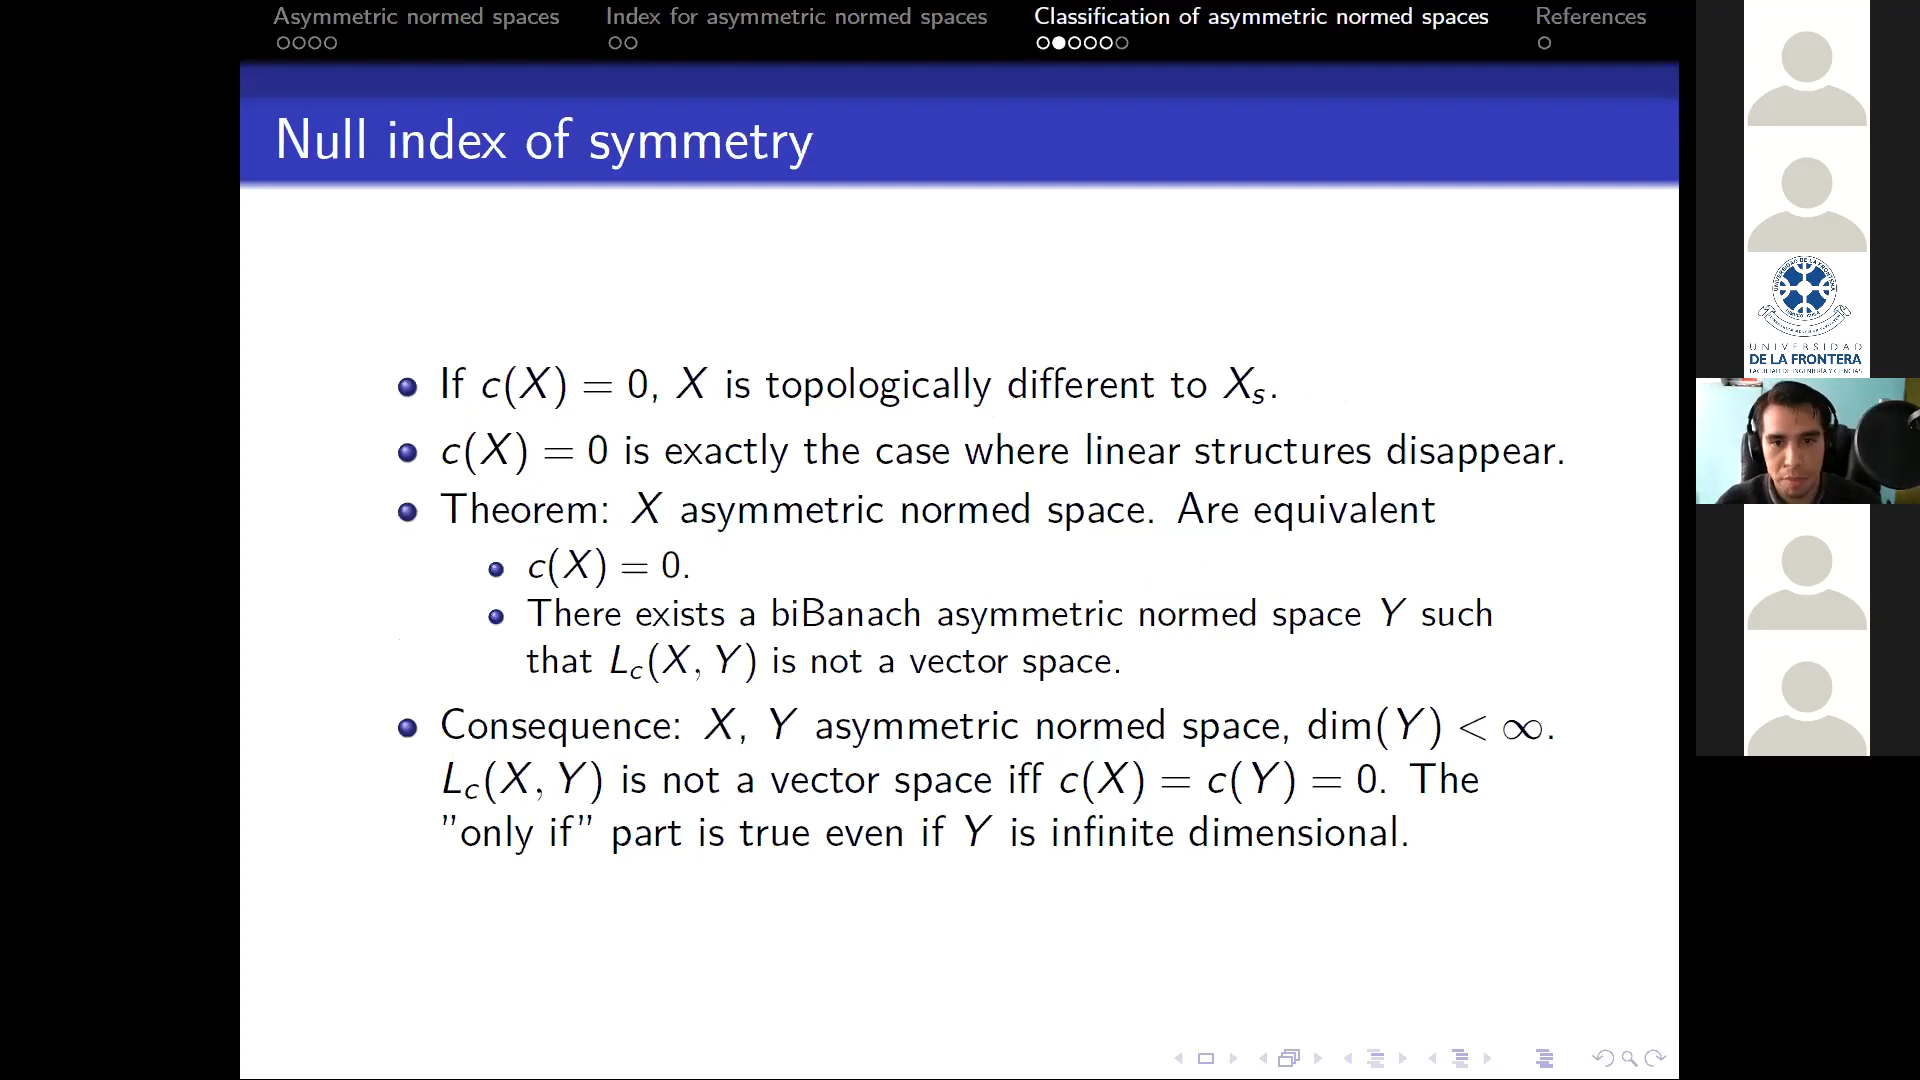 Asymmetric normed spaces
Index for asymmetric normed spaces
Classification of asymmetric normed spaces
References
Null index of symmetry
If c(X) = 0, X is topologically different to Xₛ.
c(X) = 0 is exactly the case where linear structures disappear.
Theorem: X asymmetric normed space. Are equivalent
c(X) = 0.
There exists a biBanach asymmetric normed space Y such
that L_c(X, Y) is not a vector space.
Consequence: X, Y asymmetric normed space, dim(Y) < ∞.
L_c(X, Y) is not a vector space iff c(X) = c(Y) = 0. The
”only if” part is true even if Y is infinite dimensional.
UNIVERSIDAD
DE LA FRONTERA
FACULTAD DE INGENIERÍA Y CIENCIAS